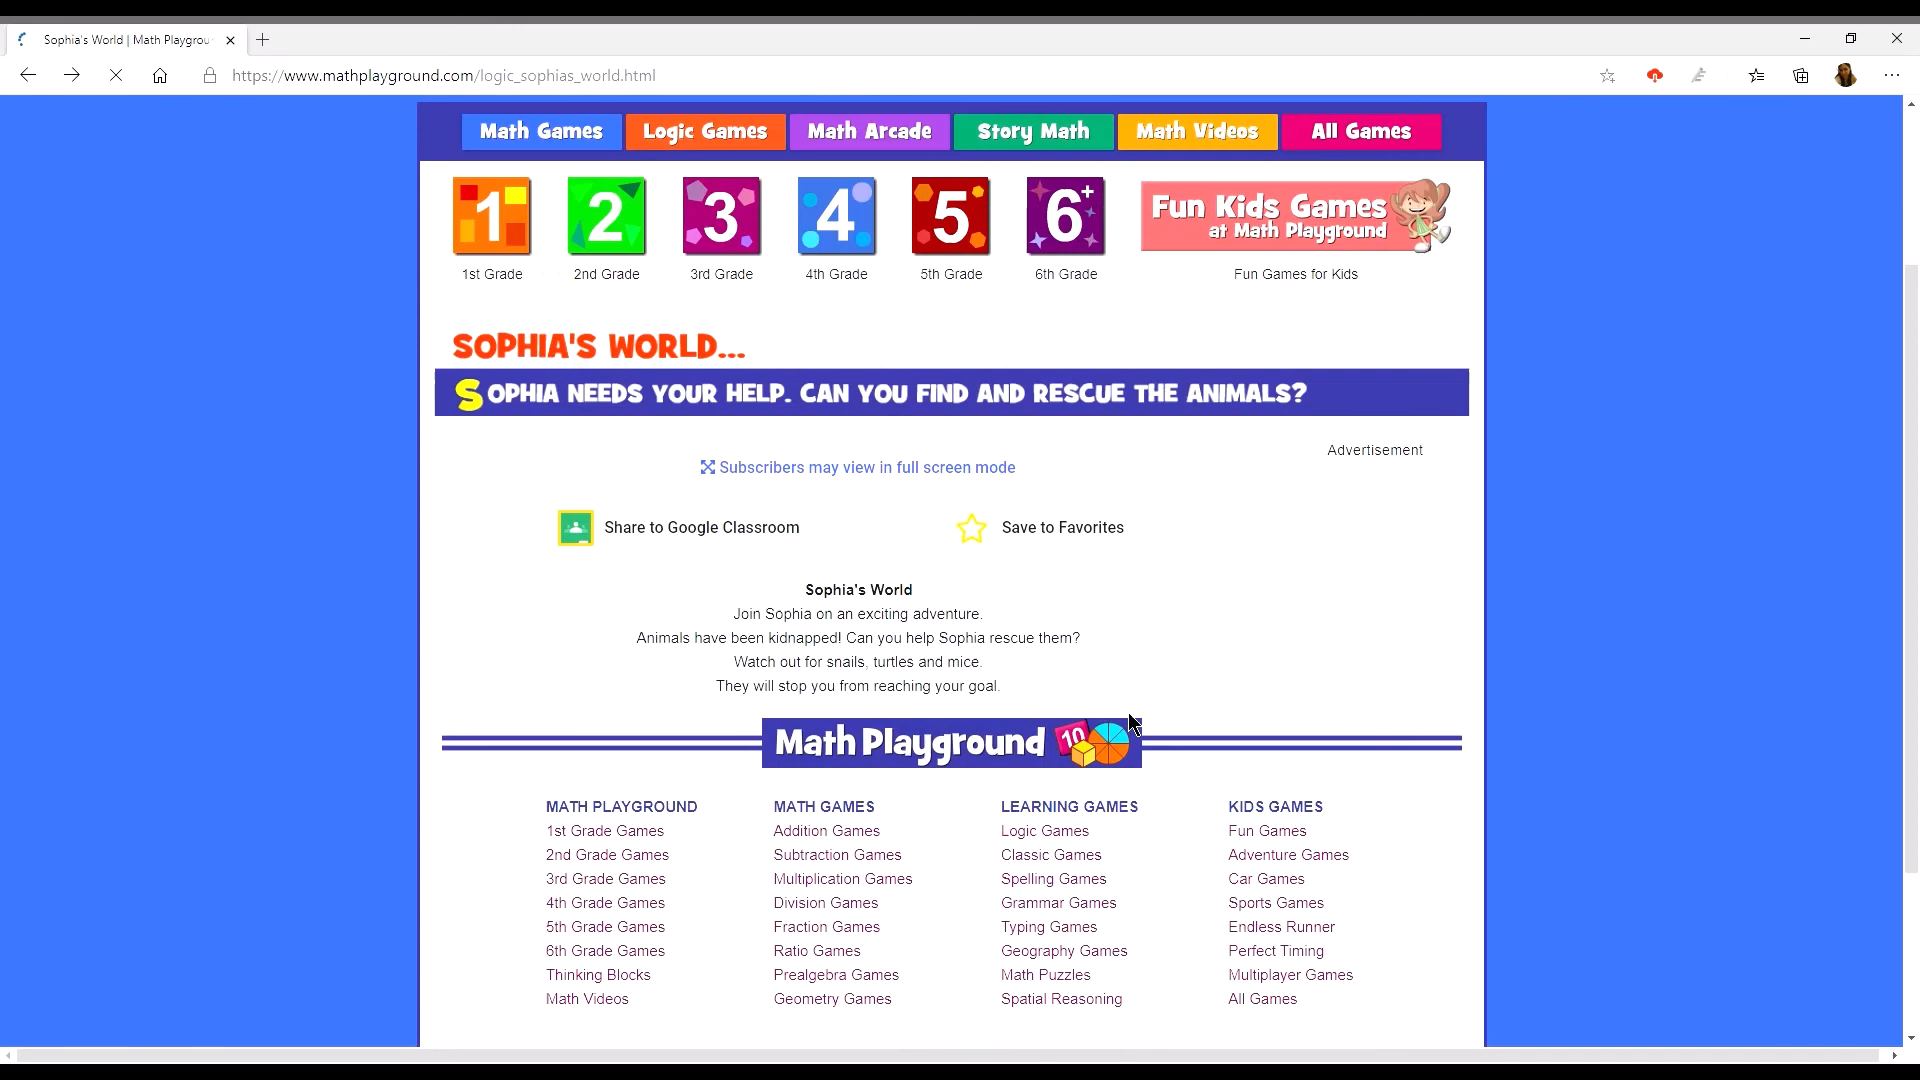 Sophia's World | Math Playgrou
https://www.mathplayground.com/logic_sophias_world.html
Math Games
Logic Games
Math Arcade
Story Math
Math Videos
All Games
1
2
3
4
5
6+
Fun Kids Games
at Math Playground
1st Grade
2nd Grade
3rd Grade
4th Grade
5th Grade
6th Grade
Fun Games for Kids
SOPHIA'S WORLD...
SOPHIA NEEDS YOUR HELP. CAN YOU FIND AND RESCUE THE ANIMALS?
Advertisement
Subscribers may view in full screen mode
Share to Google Classroom
Save to Favorites
Sophia's World
Join Sophia on an exciting adventure.
Animals have been kidnapped! Can you help Sophia rescue them?
Watch out for snails, turtles and mice.
They will stop you from reaching your goal.
Math Playground
10
MATH PLAYGROUND
1st Grade Games
2nd Grade Games
3rd Grade Games
4th Grade Games
5th Grade Games
6th Grade Games
Thinking Blocks
Math Videos
MATH GAMES
Addition Games
Subtraction Games
Multiplication Games
Division Games
Fraction Games
Ratio Games
Prealgebra Games
Geometry Games
LEARNING GAMES
Logic Games
Classic Games
Spelling Games
Grammar Games
Typing Games
Geography Games
Math Puzzles
Spatial Reasoning
KIDS GAMES
Fun Games
Adventure Games
Car Games
Sports Games
Endless Runner
Perfect Timing
Multiplayer Games
All Games